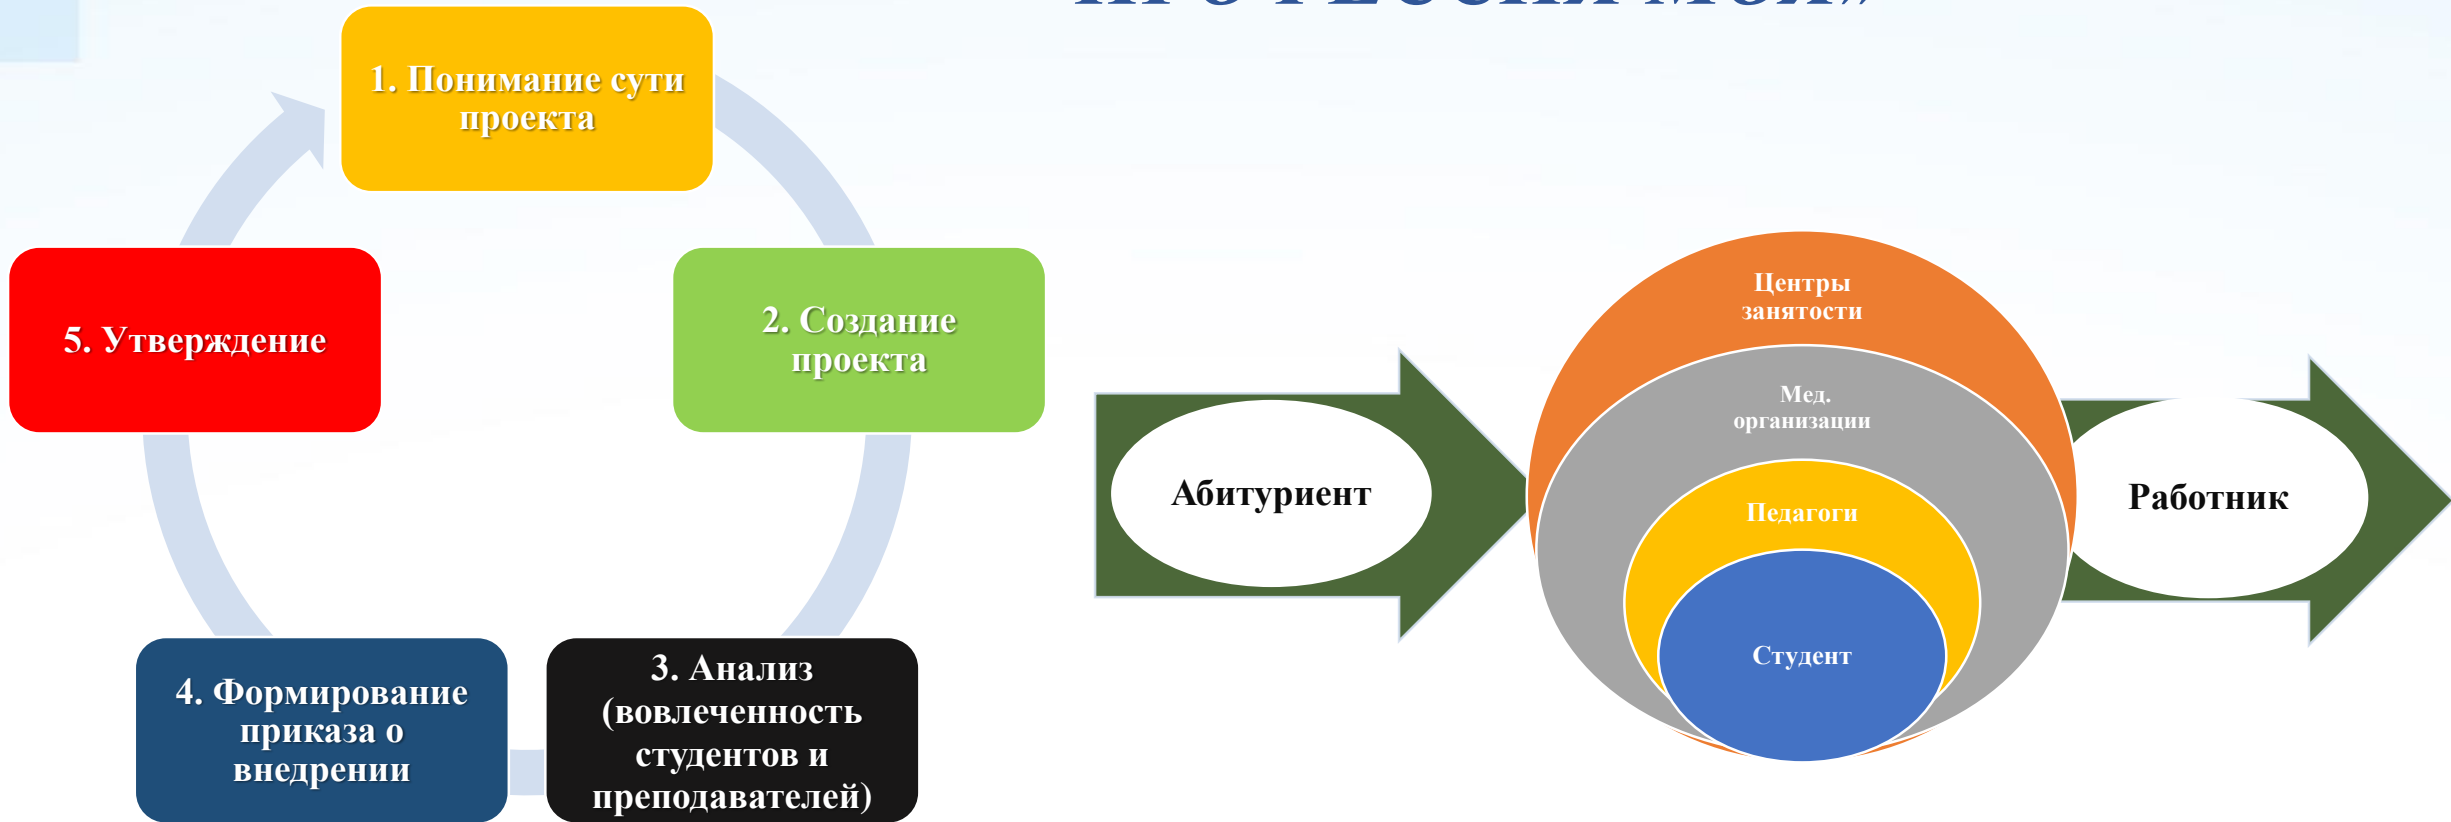 1. Понимание сути
проекта
2. Создание
проекта
3. Анализ
(вовлеченность
студентов и
преподавателей)
4. Формирование
приказа о
внедрении
5. Утверждение
Абитуриент
Центры
занятости
Мед.
организации
Педагоги
Студент
Работник